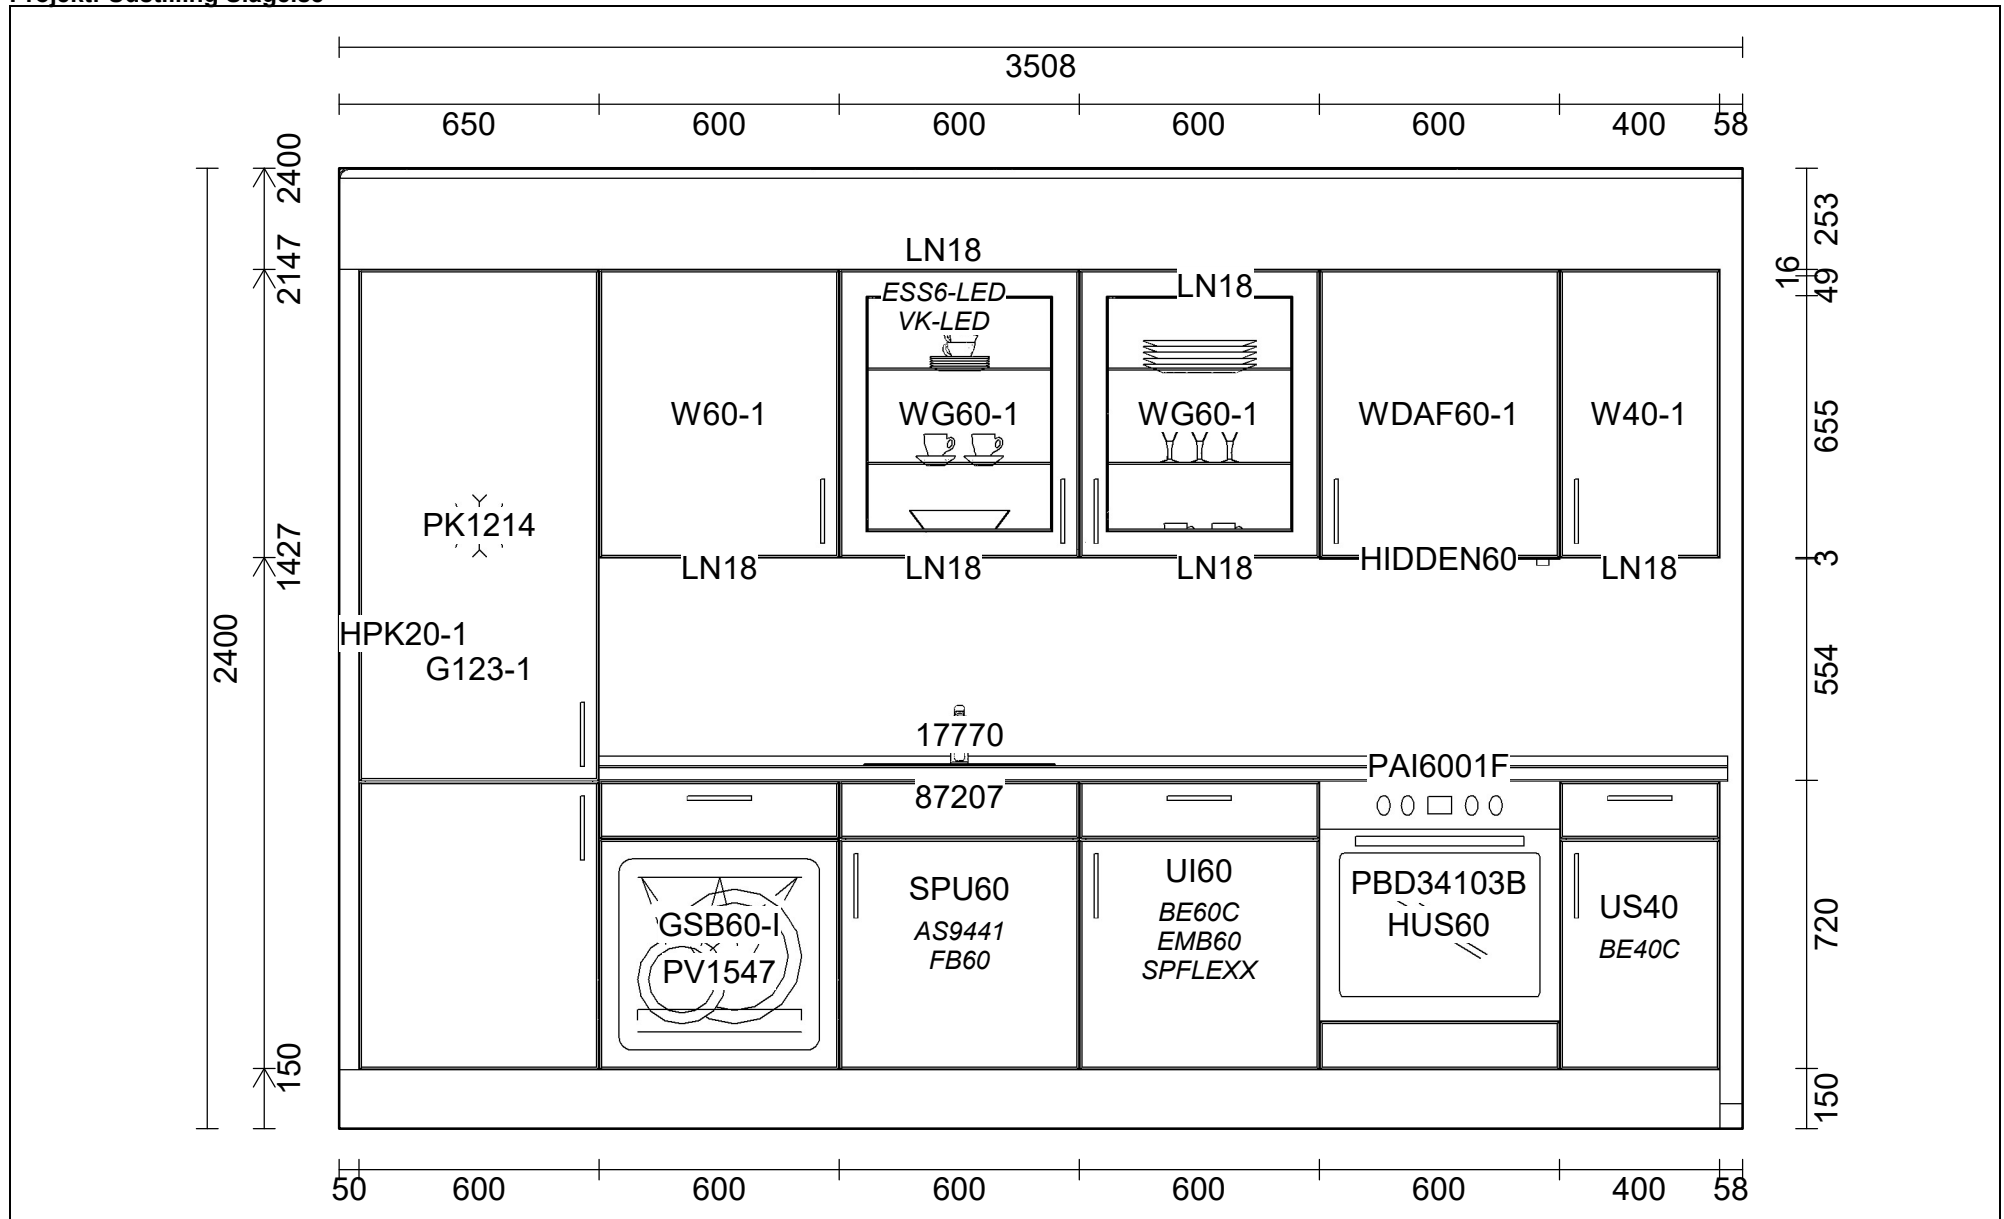 3508
650 600 600 600 600 400 58
2400
2147
1427
150
2400
253
16
49
655
3
554
720
150
LN18
ESS6-LED
VK-LED
LN18
W60-1
WG60-1
WG60-1
WDAF60-1
W40-1
PK1214
LN18
LN18
LN18
HIDDEN60
LN18
HPK20-1
G123-1
17770
PAI6001F
87207
GSB60-I
PV1547
SPU60
AS9441
FB60
UI60
BE60C
EMB60
SPFLEXX
PBD34103B
HUS60
US40
BE40C
50 600 600 600 600 600 400 58